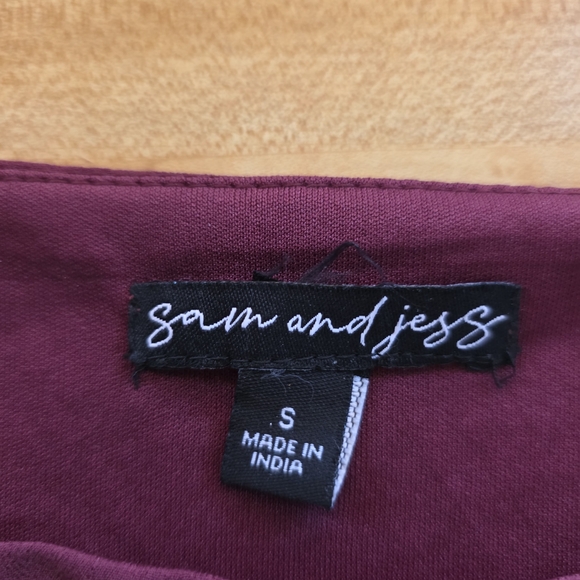 sam and jess
S
MADE IN
INDIA